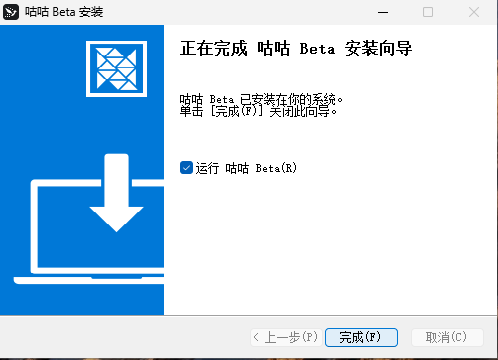 咕咕 Beta 安装
正在完成 咕咕 Beta 安装向导
咕咕 Beta 已安装在你的系统。
单击 [完成(F)] 关闭此向导。
运行 咕咕 Beta(R)
< 上一步(P)
完成(F)
取消(C)